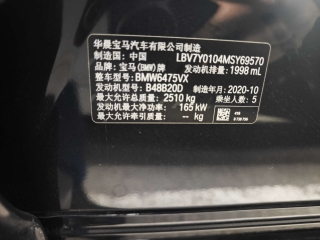 华晨宝马汽车有限公司制造
制造国：中国 LBV7Y0104MSY69570
品牌：宝马(BMW)牌 发动机排量：1998 mL
整车型号：BMW6475VX
发动机型号：B48B20D
最大允许总质量：2510 kg 制造年月：2020-10
发动机最大净功率：165 kW 乘坐人数：5
最大允许牵引质量：-- kg